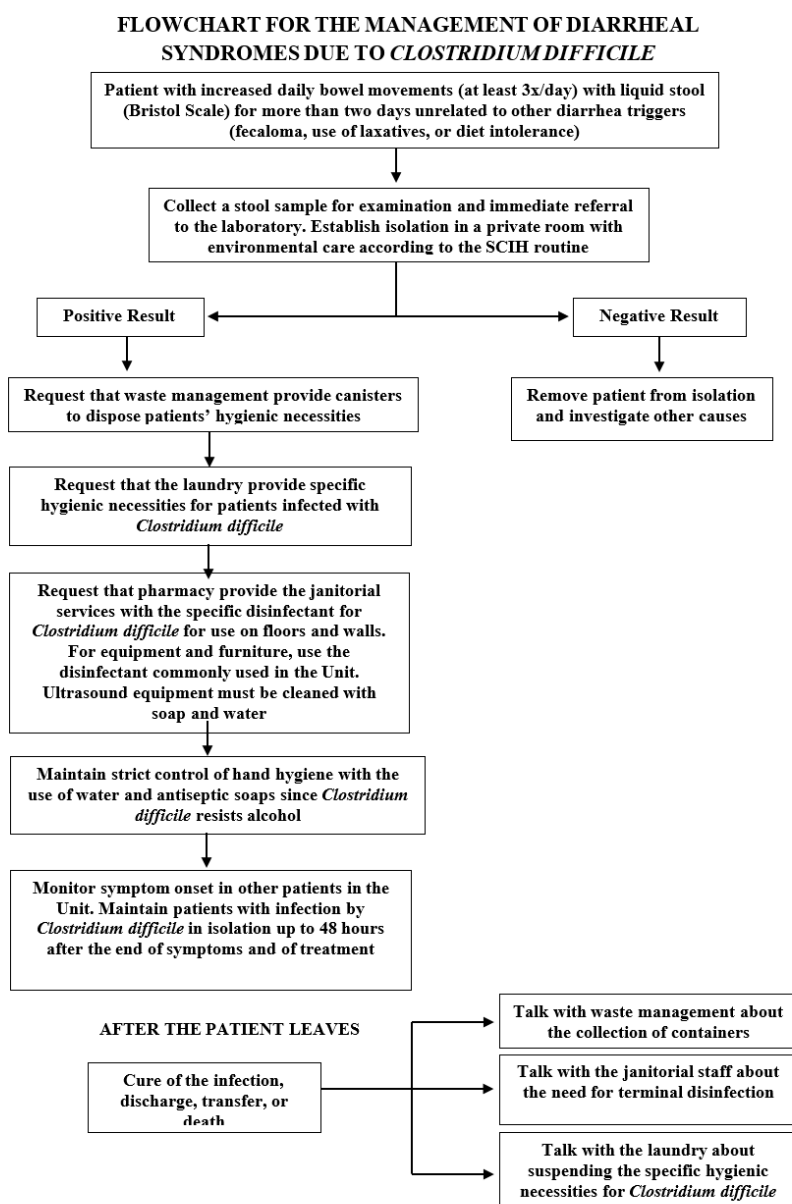 FLOWCHART FOR THE MANAGEMENT OF DIARRHEAL
SYNDROMES DUE TO CLOSTRIDIUM DIFFICILE
Patient with increased daily bowel movements (at least 3x/day) with liquid stool
(Bristol Scale) for more than two days unrelated to other diarrhea triggers
(fecaloma, use of laxatives, or diet intolerance)
Collect a stool sample for examination and immediate referral
to the laboratory. Establish isolation in a private room with
environmental care according to the SCIH routine
Positive Result
Negative Result
Request that waste management provide canisters
to dispose patients’ hygienic necessities
Remove patient from isolation
and investigate other causes
Request that the laundry provide specific
hygienic necessities for patients infected with
Clostridium difficile
Request that pharmacy provide the janitorial
services with the specific disinfectant for
Clostridium difficile for use on floors and walls.
For equipment and furniture, use the
disinfectant commonly used in the Unit.
Ultrasound equipment must be cleaned with
soap and water
Maintain strict control of hand hygiene with the
use of water and antiseptic soaps since Clostridium
difficile resists alcohol
Monitor symptom onset in other patients in the
Unit. Maintain patients with infection by
Clostridium difficile in isolation up to 48 hours
after the end of symptoms and of treatment
AFTER THE PATIENT LEAVES
Cure of the infection,
discharge, transfer, or
death
Talk with waste management about
the collection of containers
Talk with the janitorial staff about
the need for terminal disinfection
Talk with the laundry about
suspending the specific hygienic
necessities for Clostridium difficile